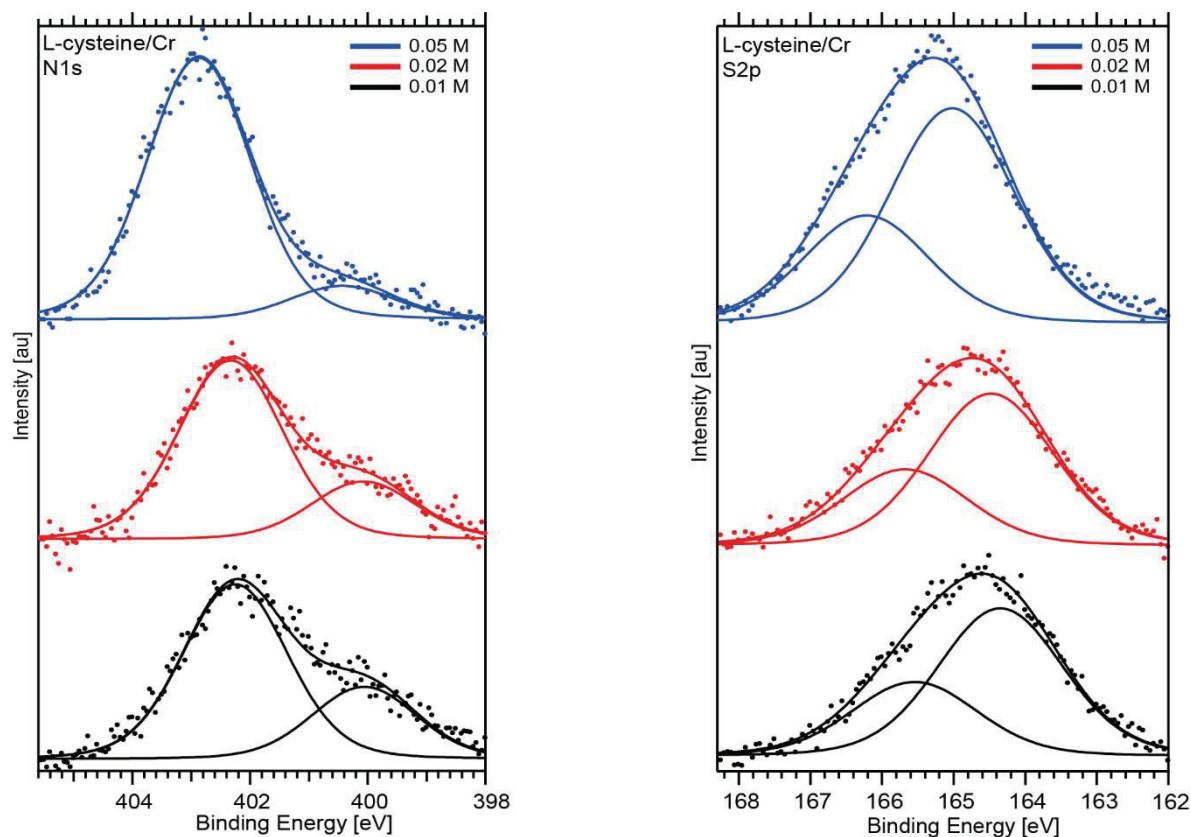 L-cysteine/Cr
N1s
0.05 M
0.02 M
0.01 M
Intensity [au]
404 402 400 398
Binding Energy [eV]
L-cysteine/Cr
S2p
0.05 M
0.02 M
0.01 M
Intensity [au]
168 167 166 165 164 163 162
Binding Energy [eV]